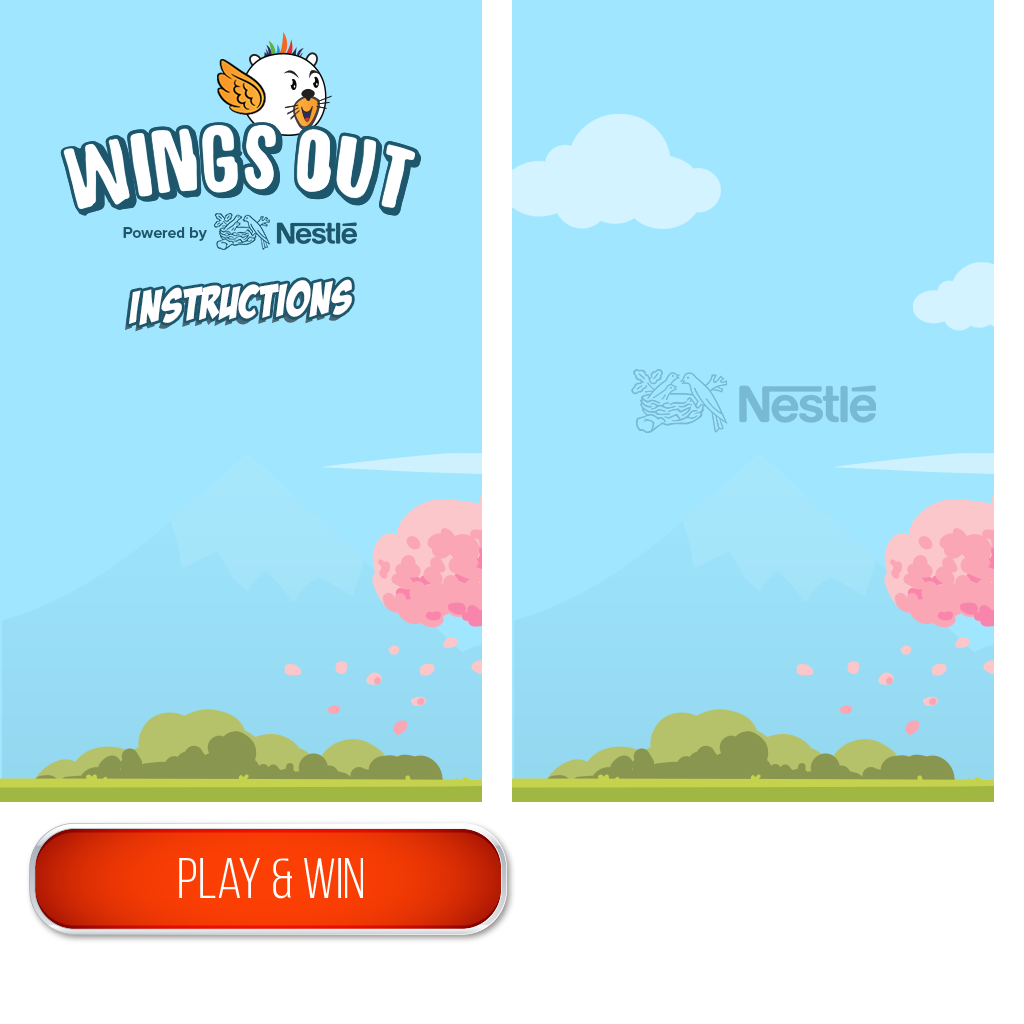 WINGS OUT
Powered by Nestlé
INSTRUCTIONS
Nestlé
PLAY & WIN